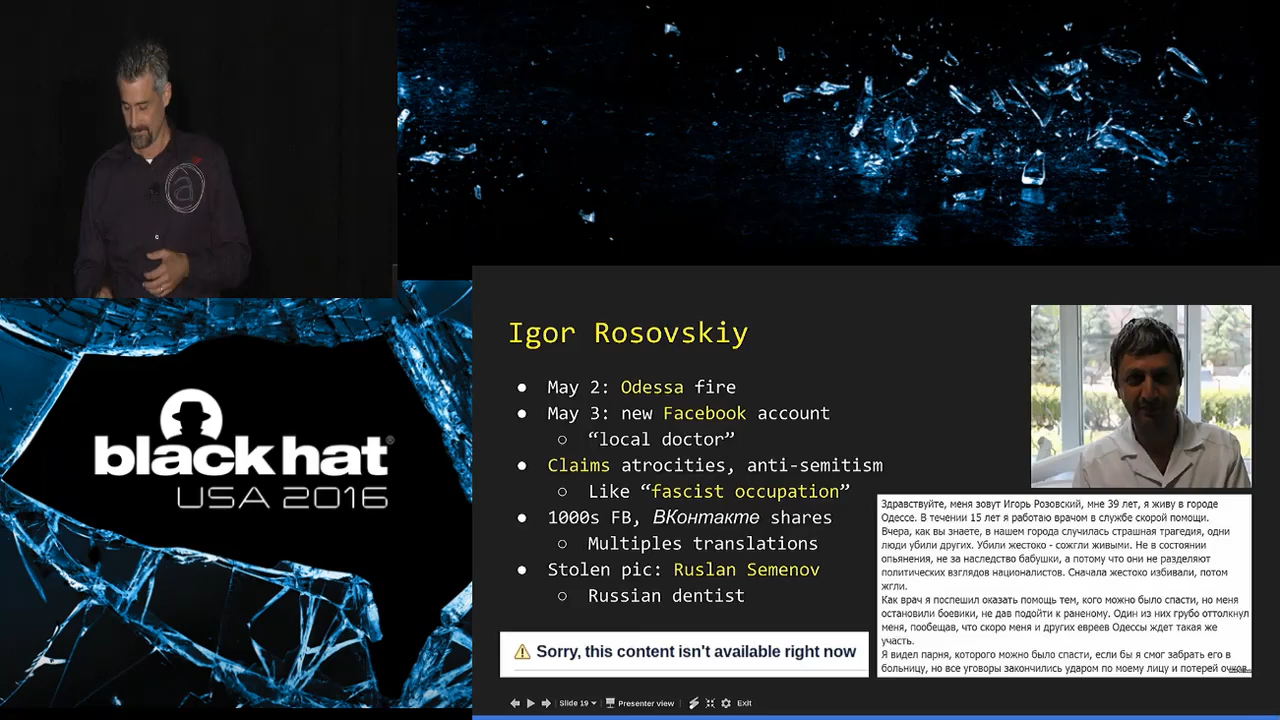 black hat®
USA 2016
Igor Rosovskiy
● May 2: Odessa fire
● May 3: new Facebook account
○ “local doctor”
● Claims atrocities, anti-semitism
○ Like “fascist occupation”
● 1000s FB, ВКонтакте shares
○ Multiples translations
● Stolen pic: Ruslan Semenov
○ Russian dentist
Sorry, this content isn't available right now
Здравствуйте, меня зовут Игорь Розовский, мне 39 лет, я живу в городе
Одессе. В течении 15 лет я работаю врачом в службе скорой помощи.
Вчера, как вы знаете, в нашем города случилась страшная трагедия, одни
люди убили других. Убили жестоко - сожгли живыми. Не в состоянии
опьянения, не за наследство бабушки, а потому что они не разделяют
политических взглядов националистов. Сначала жестоко избивали, потом
жгли.
Как врач я поспешил оказать помощь тем, кого можно было спасти, но меня
остановили боевики, не дав подойти к раненому. Один из них грубо оттолкнул
меня, пообещав, что скоро меня и других евреев Одессы ждет такая же
участь.
Я видел парня, которого можно было спасти, если бы я смог забрать его в
больницу, но все уговоры закончились ударом по моему лицу и потерей очков.
Slide 19
Presenter view
Exit